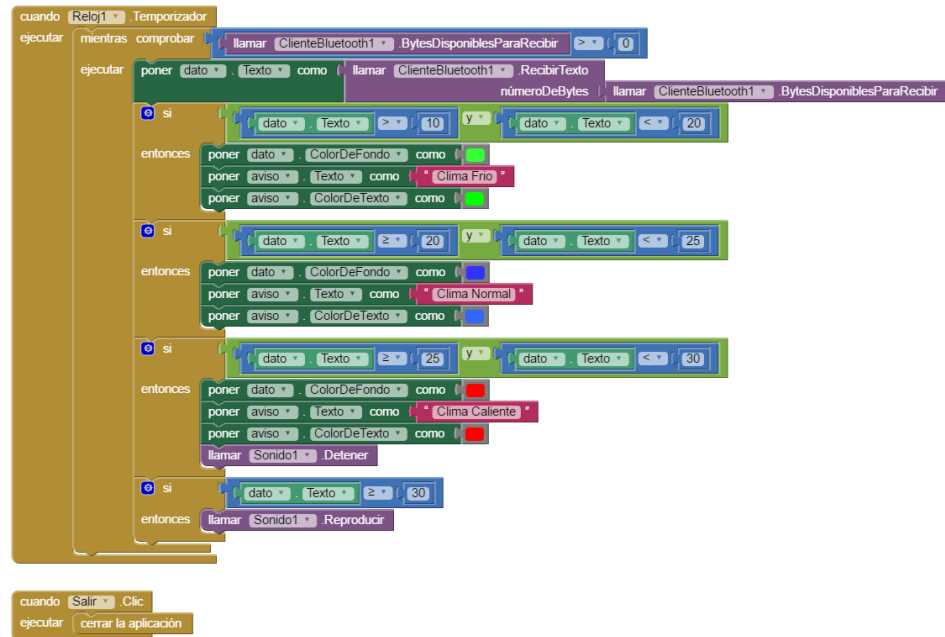 cuando Reloj1 .Temporizador
ejecutar mientras comprobar llamar ClienteBluetooth1 .BytesDisponiblesParaRecibir > 0
ejecutar poner dato . Texto como llamar ClienteBluetooth1 .RecibirTexto
númeroDeBytes llamar ClienteBluetooth1 .BytesDisponiblesParaRecibir
si dato . Texto > 10 y dato . Texto < 20
entonces poner dato . ColorDeFondo como
poner aviso . Texto como " Clima Frio "
poner aviso . ColorDeTexto como
si dato . Texto ≥ 20 y dato . Texto < 25
entonces poner dato . ColorDeFondo como
poner aviso . Texto como " Clima Normal "
poner aviso . ColorDeTexto como
si dato . Texto ≥ 25 y dato . Texto < 30
entonces poner dato . ColorDeFondo como
poner aviso . Texto como " Clima Caliente "
poner aviso . ColorDeTexto como
llamar Sonido1 .Detener
si dato . Texto ≥ 30
entonces llamar Sonido1 .Reproducir
cuando Salir .Clic
ejecutar cerrar la aplicación